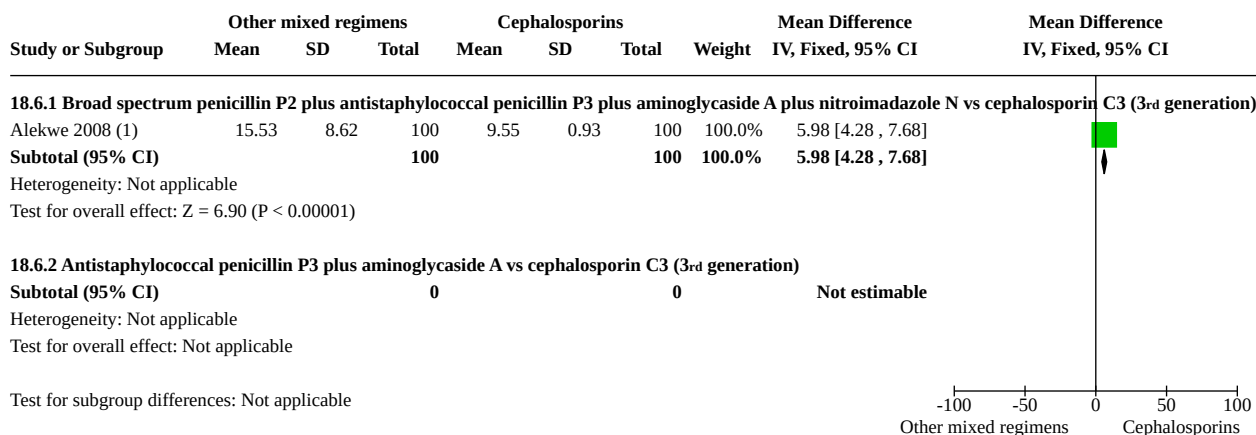 Other mixed regimens Cephalosporins Mean Difference Mean Difference
Study or Subgroup Mean SD Total Mean SD Total Weight IV, Fixed, 95% CI IV, Fixed, 95% CI
18.6.1 Broad spectrum penicillin P2 plus antistaphylococcal penicillin P3 plus aminoglycaside A plus nitroimadazole N vs cephalosporin C3 (3rd generation)
Alekwe 2008 (1) 15.53 8.62 100 9.55 0.93 100 100.0% 5.98 [4.28 , 7.68]
Subtotal (95% CI) 100 100 100.0% 5.98 [4.28 , 7.68]
Heterogeneity: Not applicable
Test for overall effect: Z = 6.90 (P < 0.00001)
18.6.2 Antistaphylococcal penicillin P3 plus aminoglycaside A vs cephalosporin C3 (3rd generation)
Subtotal (95% CI) 0 0 Not estimable
Heterogeneity: Not applicable
Test for overall effect: Not applicable
Test for subgroup differences: Not applicable
-100 -50 0 50 100
Other mixed regimens Cephalosporins